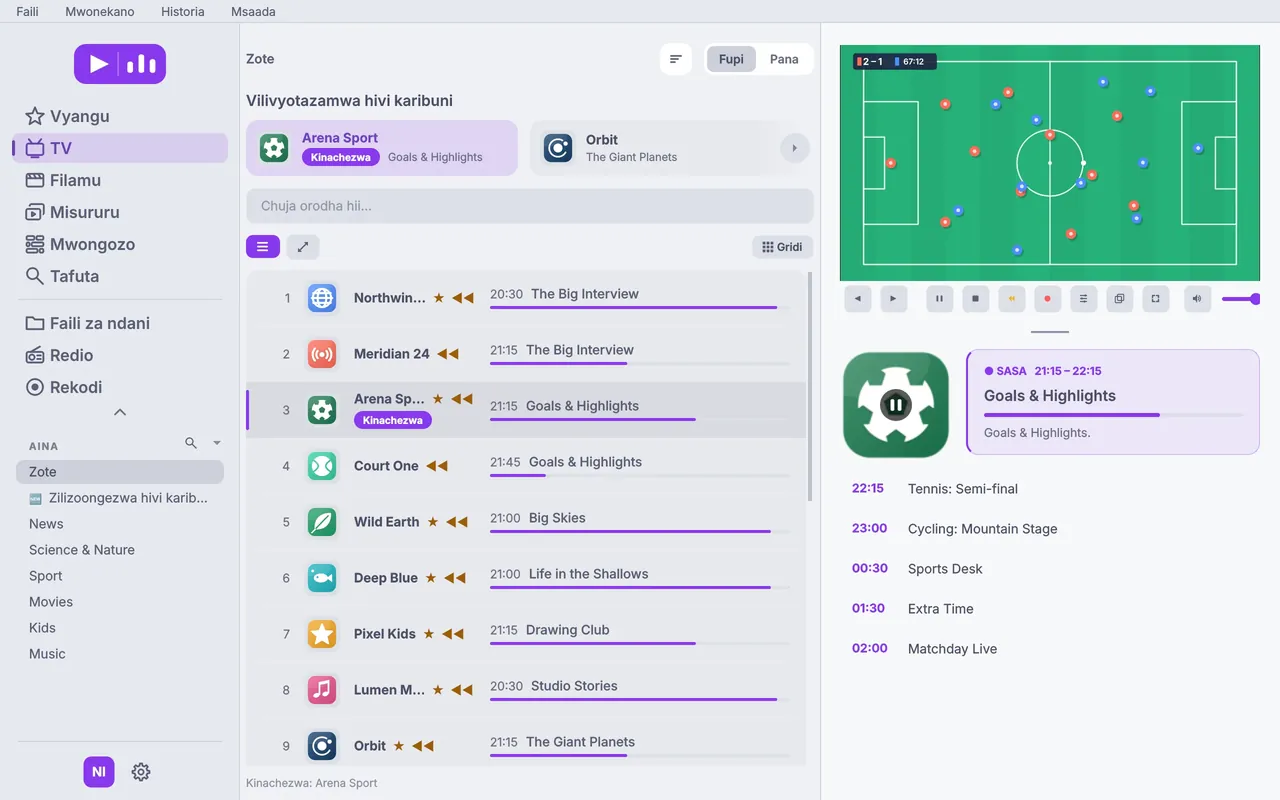 Faili Mwonekano Historia Msaada
Vyangu
TV
Filamu
Misururu
Mwongozo
Tafuta
Faili za ndani
Redio
Rekodi
AINA
Zote
Zilizoongezwa hivi karib...
News
Science & Nature
Sport
Movies
Kids
Music
NI
Zote
Fupi Pana
Vilivyotazamwa hivi karibuni
Arena Sport
Kinachezwa Goals & Highlights
Orbit
The Giant Planets
Chuja orodha hii...
Gridi
1 Northwin... 20:30 The Big Interview
2 Meridian 24 21:15 The Big Interview
3 Arena Sp... 21:15 Goals & Highlights
Kinachezwa
4 Court One 21:45 Goals & Highlights
5 Wild Earth 21:00 Big Skies
6 Deep Blue 21:00 Life in the Shallows
7 Pixel Kids 21:15 Drawing Club
8 Lumen M... 20:30 Studio Stories
9 Orbit 21:15 The Giant Planets
Kinachezwa: Arena Sport
2 – 1 67:12
SASA 21:15 – 22:15
Goals & Highlights
Goals & Highlights.
22:15 Tennis: Semi-final
23:00 Cycling: Mountain Stage
00:30 Sports Desk
01:30 Extra Time
02:00 Matchday Live